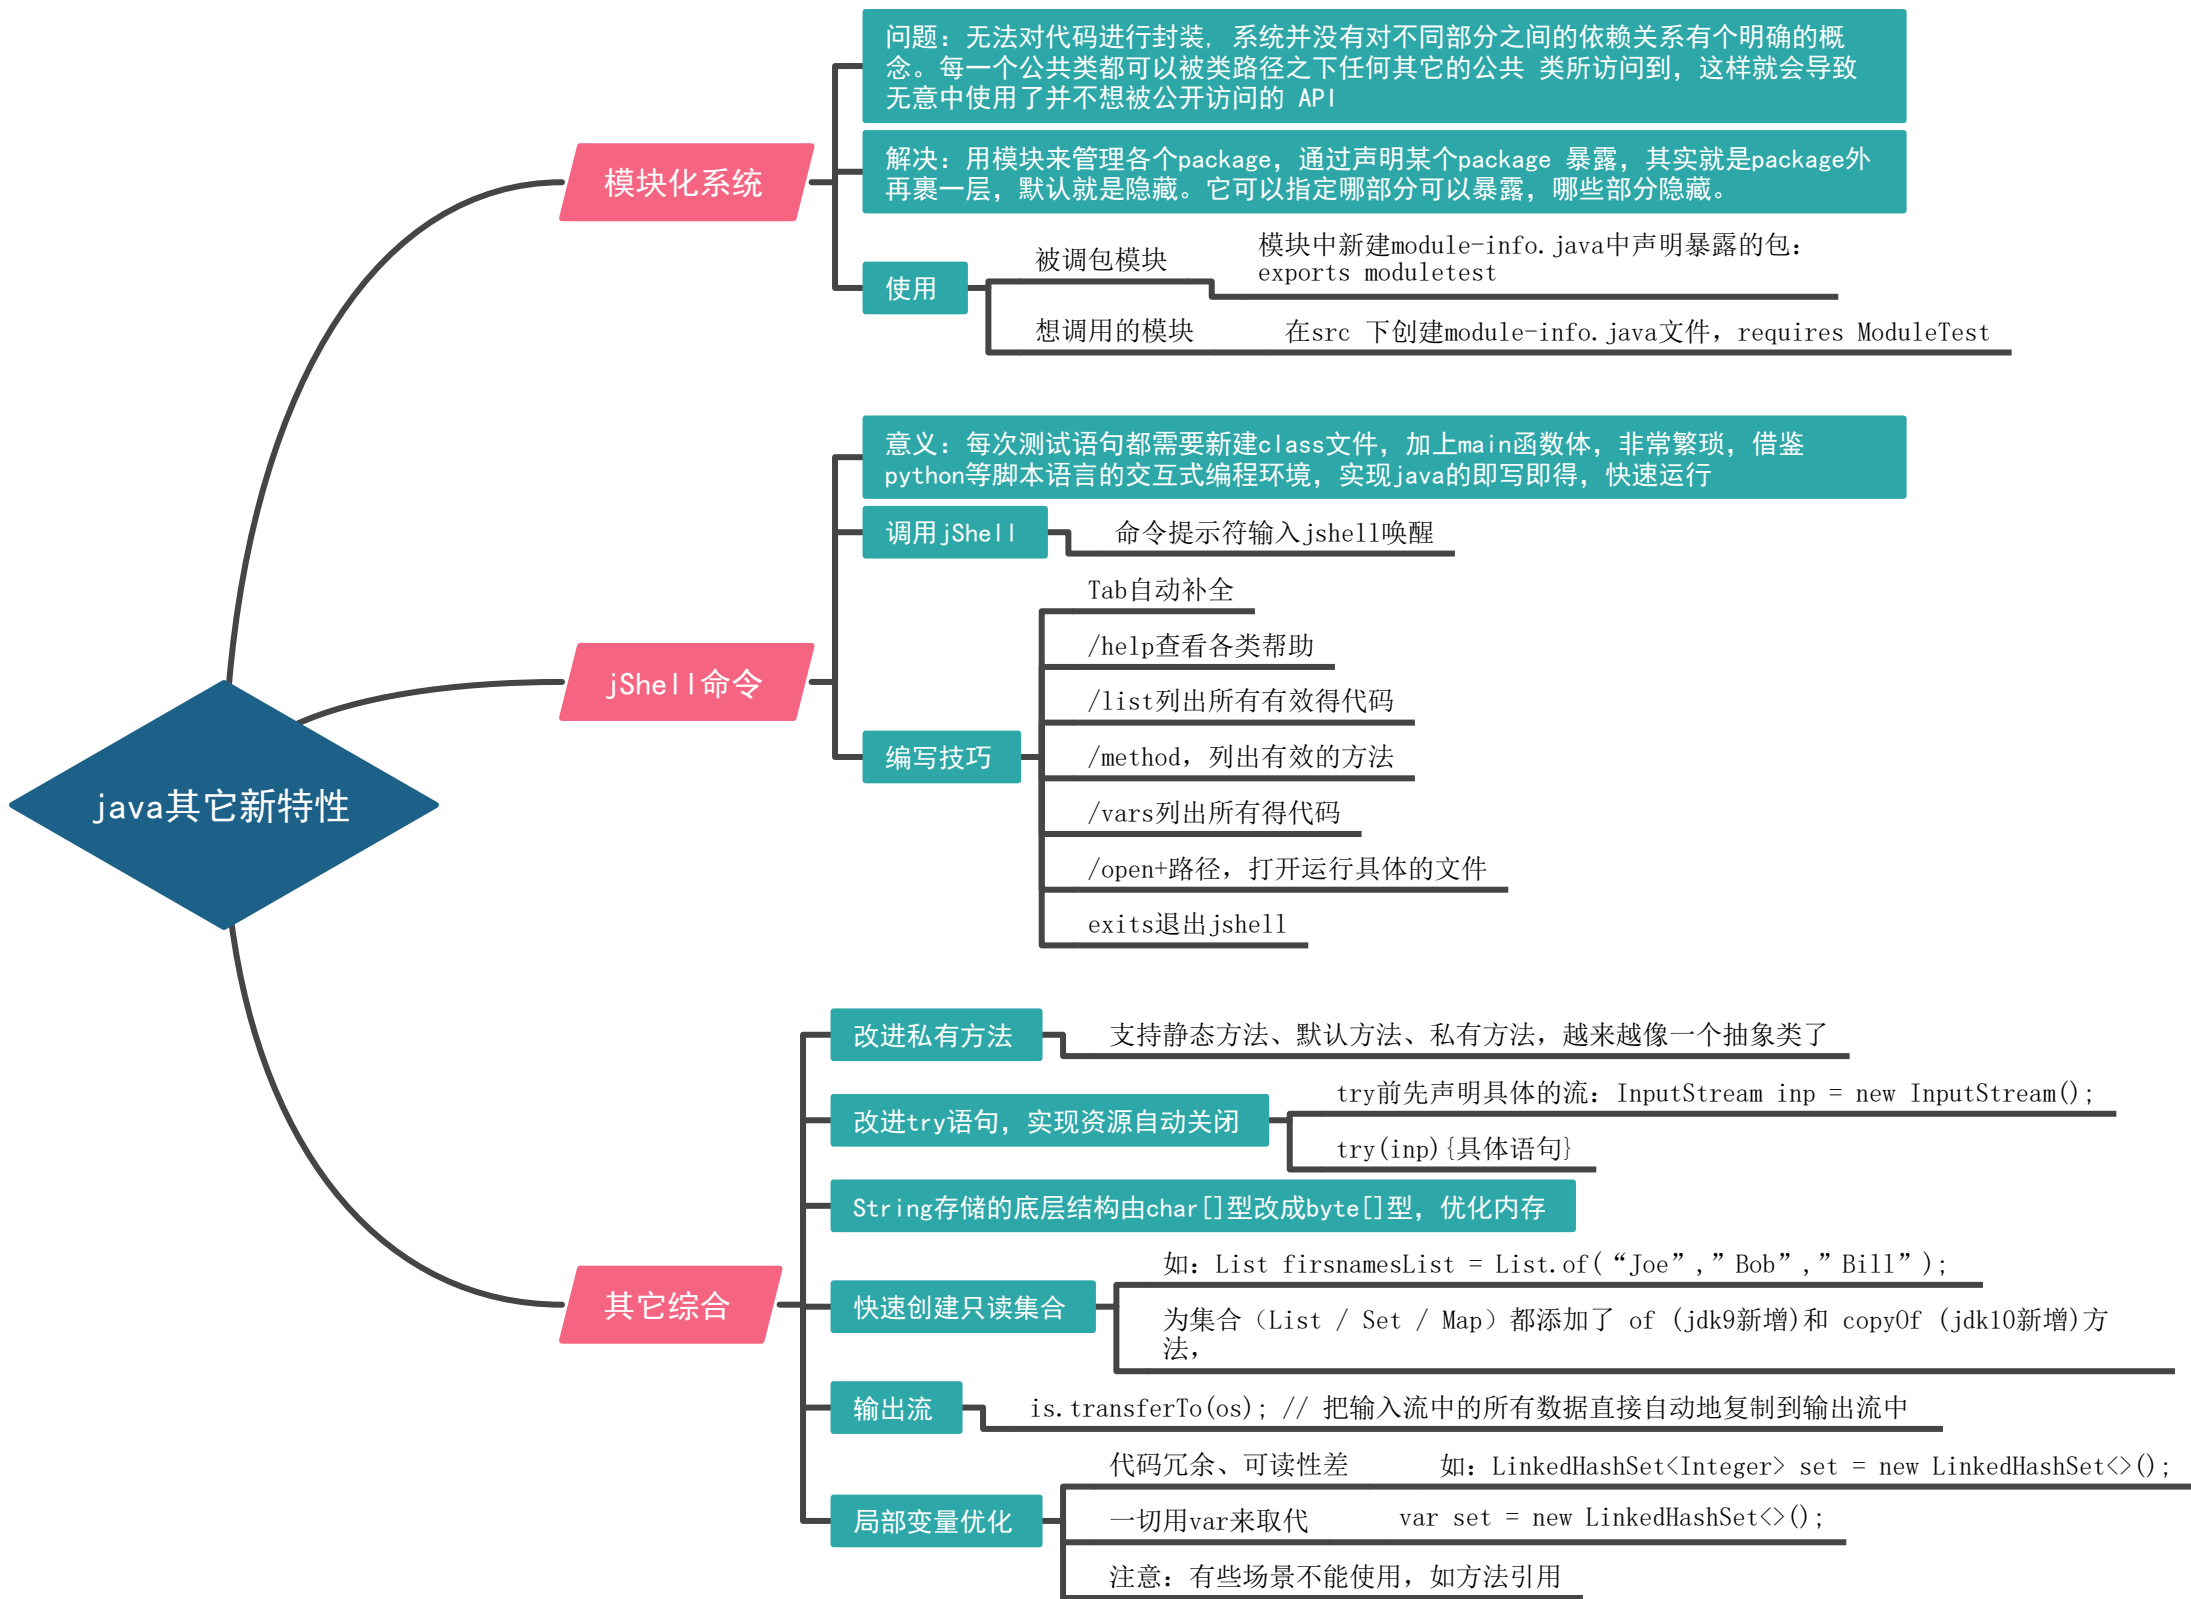 java其它新特性
模块化系统
问题：无法对代码进行封装, 系统并没有对不同部分之间的依赖关系有个明确的概
念。每一个公共类都可以被类路径之下任何其它的公共 类所访问到，这样就会导致
无意中使用了并不想被公开访问的 API
解决：用模块来管理各个package，通过声明某个package 暴露，其实就是package外
再裹一层，默认就是隐藏。它可以指定哪部分可以暴露，哪些部分隐藏。
使用
被调包模块
模块中新建module-info.java中声明暴露的包：
exports moduletest
想调用的模块
在src 下创建module-info.java文件，requires ModuleTest
jShell命令
意义：每次测试语句都需要新建class文件，加上main函数体，非常繁琐，借鉴
python等脚本语言的交互式编程环境，实现java的即写即得，快速运行
调用jShell
命令提示符输入jshell唤醒
编写技巧
Tab自动补全
/help查看各类帮助
/list列出所有有效得代码
/method，列出有效的方法
/vars列出所有得代码
/open+路径，打开运行具体的文件
exits退出jshell
其它综合
改进私有方法
支持静态方法、默认方法、私有方法，越来越像一个抽象类了
改进try语句，实现资源自动关闭
try前先声明具体的流：InputStream inp = new InputStream();
try(inp){具体语句}
String存储的底层结构由char[]型改成byte[]型，优化内存
快速创建只读集合
如：List firsnamesList = List.of(“Joe”,”Bob”,”Bill”);
为集合（List / Set / Map）都添加了 of (jdk9新增)和 copyOf (jdk10新增)方
法，
输出流
is.transferTo(os); // 把输入流中的所有数据直接自动地复制到输出流中
局部变量优化
代码冗余、可读性差
如：LinkedHashSet<Integer> set = new LinkedHashSet<>();
一切用var来取代
var set = new LinkedHashSet<>();
注意：有些场景不能使用，如方法引用